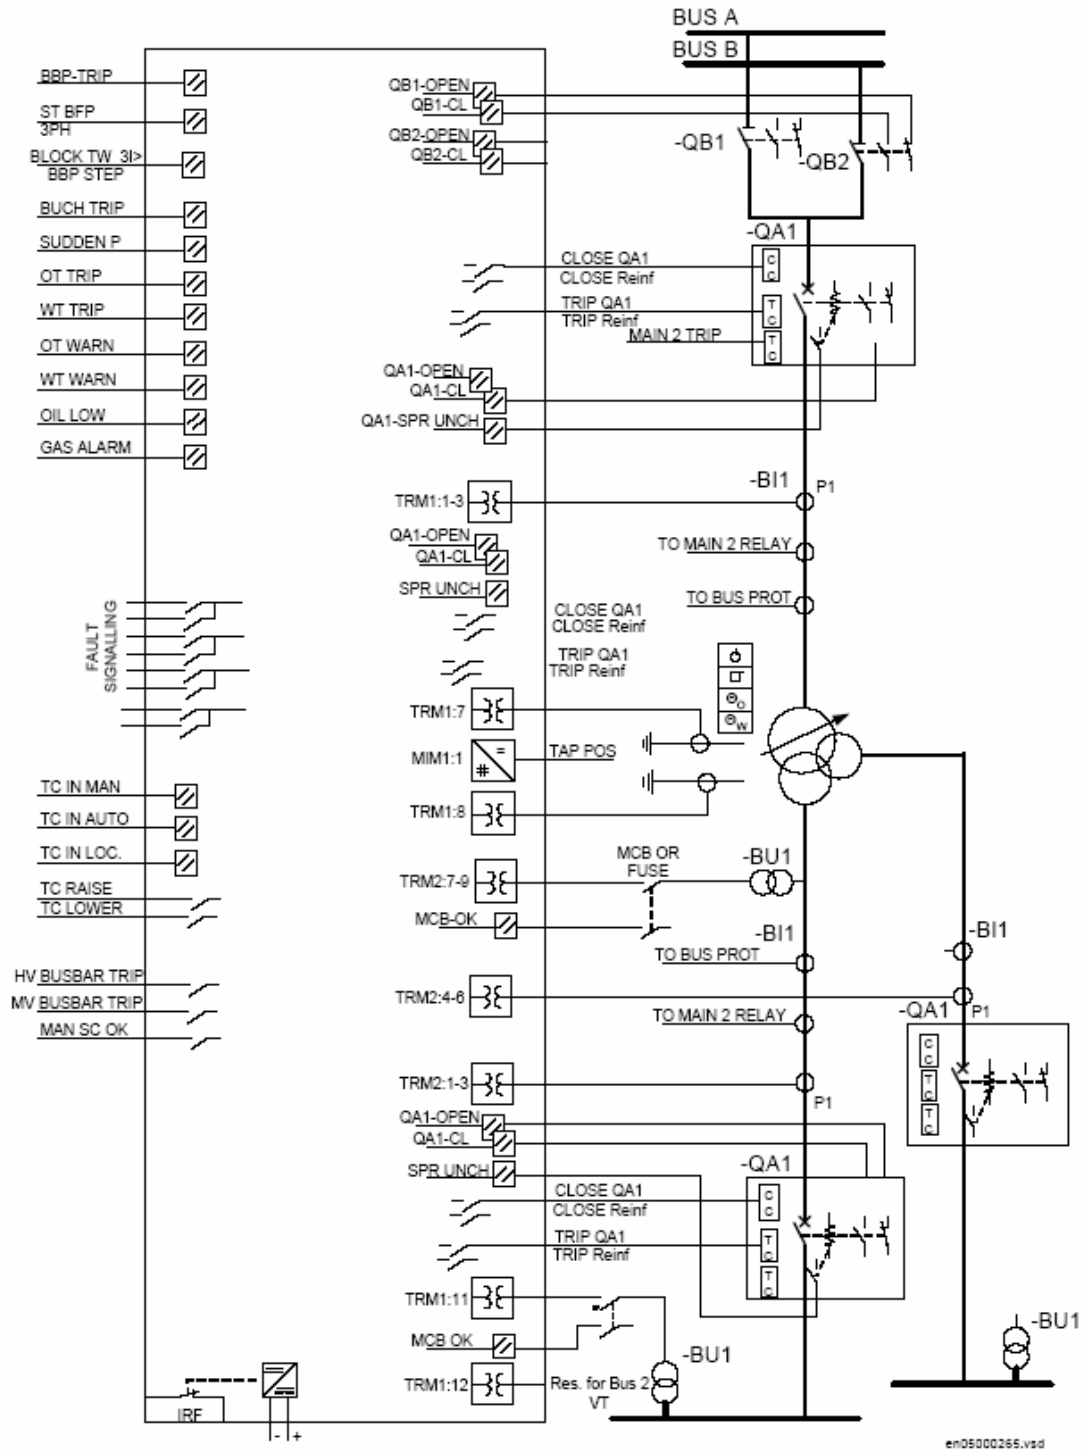 BUS A
BUS B
BBP-TRIP
ST BFP
3PH
BLOCK TW 3I>
BBP STEP
BUCH TRIP
SUDDEN P
OT TRIP
WT TRIP
OT WARN
WT WARN
OIL LOW
GAS ALARM
FAULT
SIGNALLING
TC IN MAN
TC IN AUTO
TC IN LOC.
TC RAISE
TC LOWER
HV BUSBAR TRIP
MV BUSBAR TRIP
MAN SC OK
IRF
- +
QB1-OPEN
QB1-CL
QB2-OPEN
QB2-CL
-QB1
-QB2
-QA1
CLOSE QA1
CLOSE Reinf
TRIP QA1
TRIP Reinf
MAIN 2 TRIP
C
C
T
C
T
C
QA1-OPEN
QA1-CL
QA1-SPR UNCH
-BI1
P1
TRM1:1-3
QA1-OPEN
QA1-CL
TO MAIN 2 RELAY
SPR UNCH
TO BUS PROT
CLOSE QA1
CLOSE Reinf
TRIP QA1
TRIP Reinf
O
W
TRM1:7
MIM1:1
=
#
TAP POS
TRM1:8
MCB OR
FUSE
-BU1
TRM2:7-9
MCB-OK
-BI1
-BI1
TO BUS PROT
TRM2:4-6
P1
-QA1
TO MAIN 2 RELAY
C
C
T
C
T
C
TRM2:1-3
P1
QA1-OPEN
QA1-CL
SPR UNCH
-QA1
CLOSE QA1
CLOSE Reinf
TRIP QA1
TRIP Reinf
C
C
T
C
T
C
TRM1:11
MCB OK
-BU1
-BU1
TRM1:12
Res. for Bus 2
VT
en05000265.vsd